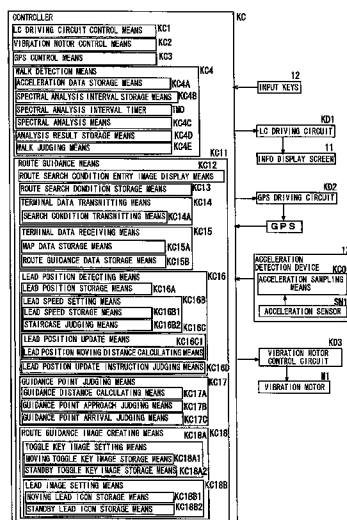 CONTROLLER
KC
LC DRIVING CIRCUIT CONTROL MEANS
KC1
VIBRATION MOTOR CONTROL MEANS
KC2
GPS CONTROL MEANS
KC3
WALK DETECTION MEANS
KC4
ACCELERATION DATA STORAGE MEANS
KC4A
SPECTRAL ANALYSIS INTERVAL STORAGE MEANS
KC4B
SPECTRAL ANALYSIS INTERVAL TIMER
TMD
SPECTRAL ANALYSIS MEANS
KC4C
ANALYSIS RESULT STORAGE MEANS
KC4D
WALK JUDGING MEANS
KC4E
KC11
ROUTE GUIDANCE MEANS
KC12
ROUTE SEARCH CONDITION ENTRY IMAGE DISPLAY MEANS
ROUTE SEARCH DONDITION STORAGE MEANS
KC13
TERMINAL DATA TRANSMITTING MEANS
KC14
SEARCH CONDITION TRANSMITTING MEANS
KC14A
TERMINAL DATA RECEIVING MEANS
KC15
MAP DATA STORAGE MEANS
KC15A
ROUTE GUIDANCE DATA STORAGE MEANS
KC15B
LEAD POSITION DETECTING MEANS
KC16
LEAD POSITION STORAGE MEANS
KC16A
LEAD SPEED SETTING MEANS
KC16B
LEAD SPEED STORAGE MEANS
KC16B1
STAIRCASE JUDGING MEANS
KC16B2
KC16C
LEAD POSITION UPDATE MEANS
KC16C1
LEAD POSITION MOVING DISTANCE CALCULATING MEANS
LEAD POSTION UPDATE INSTRUCTION JUDGING MEANS
KC16D
GUIDANCE POINT JUDGING MEANS
KC17
GUIDANCE DISTANCE CALCULATING MEANS
KC17A
GUIDANCE POINT APPROACH JUDGING MEANS
KC17B
GUIDANCE POINT ARRIVAL JUDGING MEANS
KC17C
ROUTE GUIDANCE IMAGE CREATING MEANS
KC18A
KC18
TOGGLE KEY IMAGE SETTING MEANS
MOVING TOGGLE KEY IMAGE STORAGE MEANS
KC18A1
STANDBY TOGGLE KEY IMAGE STORAGE MEANS
KC18A2
LEAD IMAGE SETTING MEANS
KC18B
MOVING LEAD ICON STORAGE MEANS
KC18B1
STANDBY LEAD ICON STORAGE MEANS
KC18B2
12
INPUT KEYS
KD1
LC DRIVING CIRCUIT
11
INFO DISPLAY SCREEN
KD2
GPS DRIVING CIRCUIT
GPS
ACCELERATION
DETECTION DEVICE
KC0
ACCELERATION SAMPLING
MEANS
SN1
ACCELERATION SENSOR
KD3
VIBRATION MOTOR
CONTROL CIRCUIT
M1
VIBRATION MOTOR